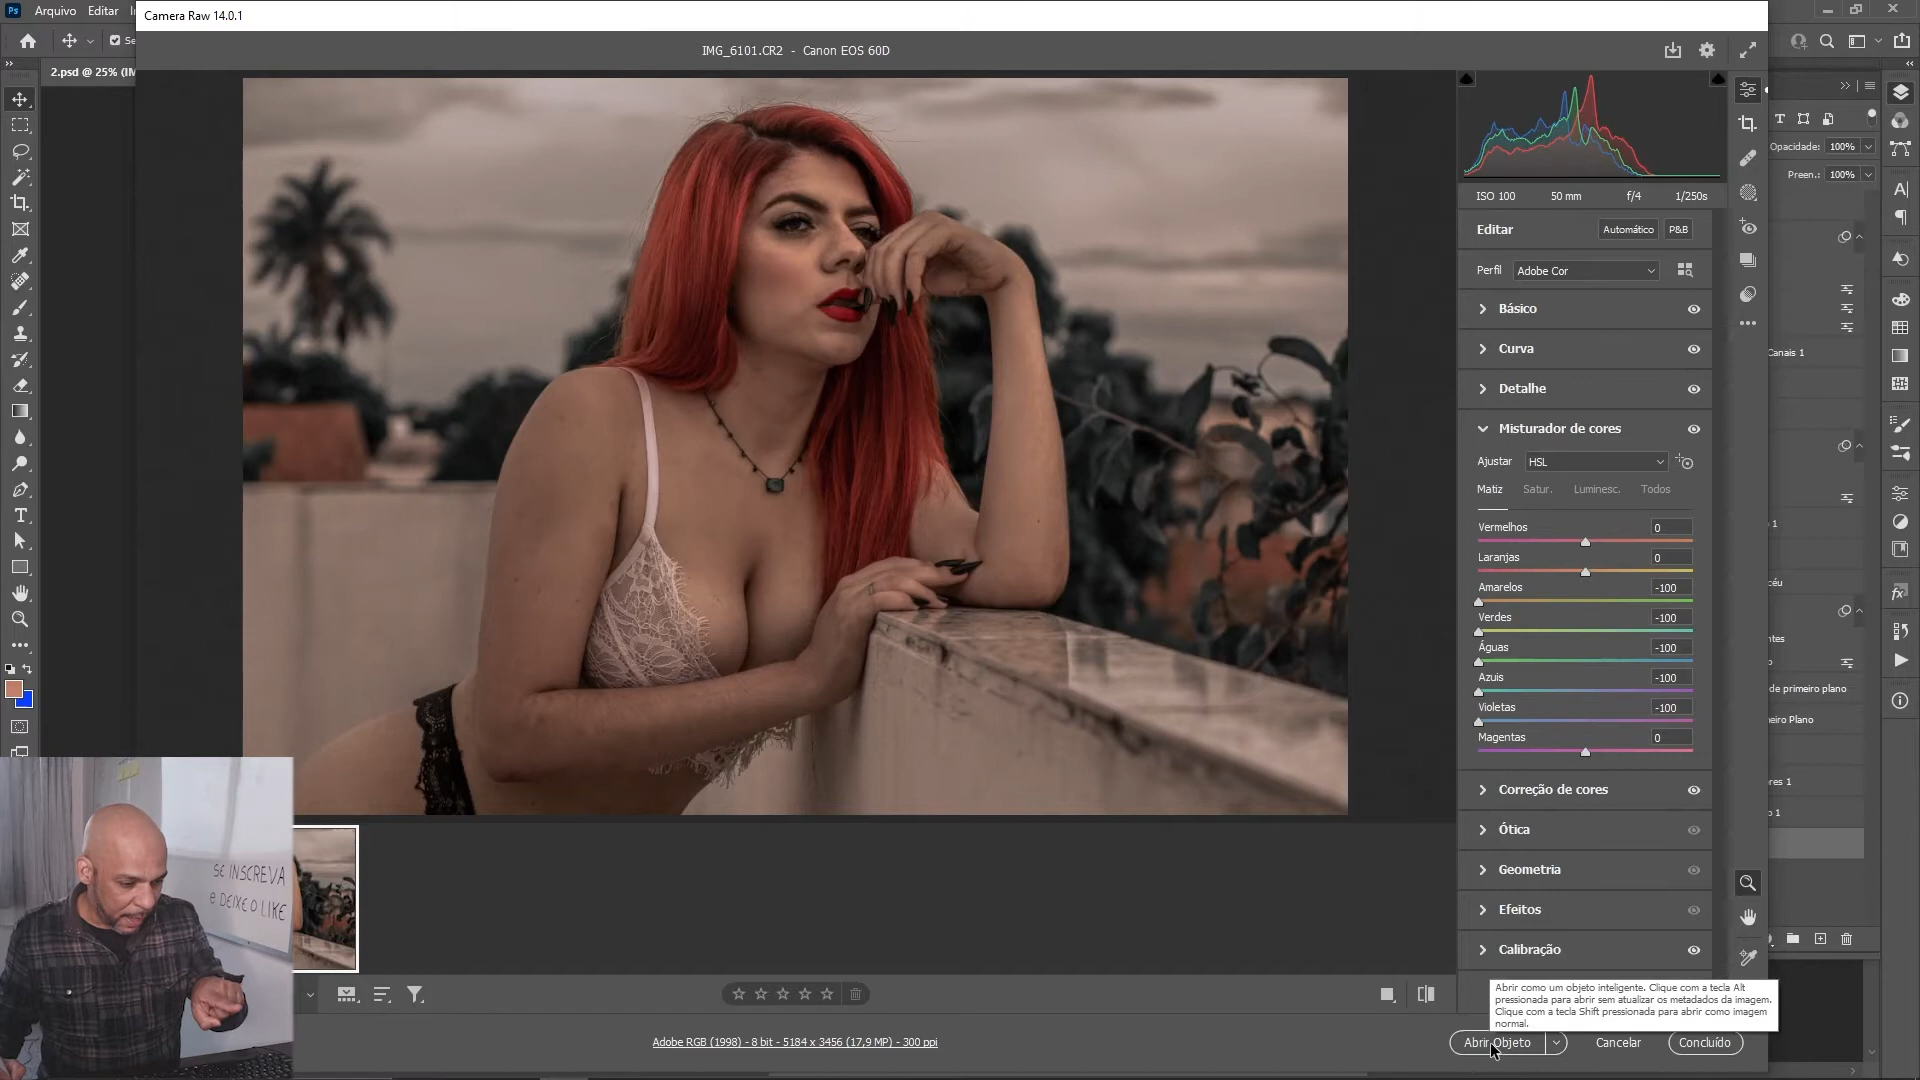 Camera Raw 14.0.1
Ps
Arquivo
Editar
IMG_6101.CR2 - Canon EOS 60D
2.psd @ 25% (IM
ISO 100
50 mm
f/4
1/250s
Opacidade:
100%
Preen.:
100%
Editar
Automático
P&B
Perfil
Adobe Cor
Básico
Curva
Canais 1
Detalhe
Misturador de cores
Ajustar
HSL
Matiz
Satur.
Luminesc.
Todos
Vermelhos
0
Laranjas
0
Amarelos
-100
céu
Verdes
-100
Águas
-100
Azuis
-100
de primeiro plano
Violetas
-100
Magentas
0
Correção de cores
Ótica
Geometria
Efeitos
Calibração
SE INSCREVA
e DEIXE O LIKE
Abrir como um objeto inteligente. Clique com a tecla Alt
pressionada para abrir sem atualizar os metadados da imagem.
Clique com a tecla Shift pressionada para abrir como imagem
normal.
Adobe RGB (1998) - 8 bit - 5184 x 3456 (17,9 MP) - 300 ppi
Abrir Objeto
Cancelar
Concluído